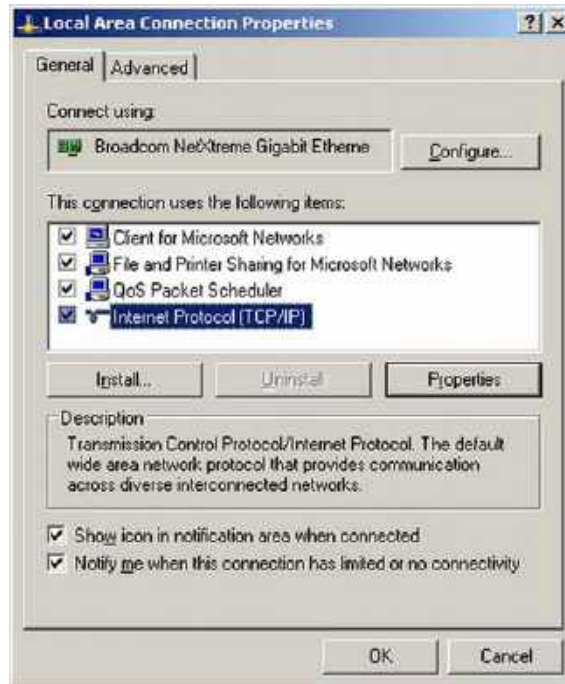 Local Area Connection Properties
General
Advanced
Connect using:
Broadcom NetXtreme Gigabit Etherne
Configure...
This connection uses the following items:
Client for Microsoft Networks
File and Printer Sharing for Microsoft Networks
QoS Packet Scheduler
Internet Protocol (TCP/IP)
Install...
Uninstall
Properties
Description
Transmission Control Protocol/Internet Protocol. The default
wide area network protocol that provides communication
across diverse interconnected networks.
Show icon in notification area when connected
Notify me when this connection has limited or no connectivity
OK
Cancel